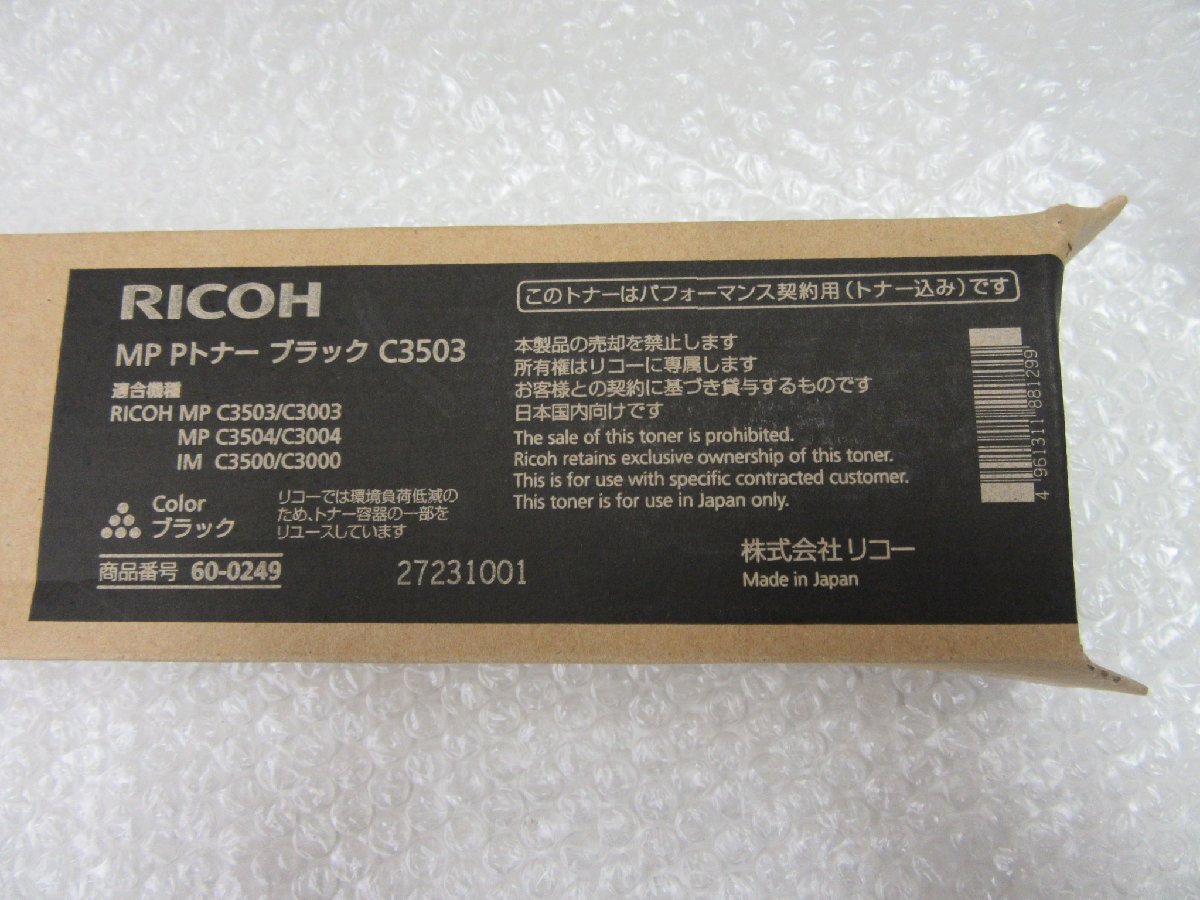 RICOH
MP Pトナー ブラック C3503
適合機種
RICOH MP C3503/C3003
MP C3504/C3004
IM C3500/C3000
Color
ブラック
リコーでは環境負荷低減の
ため、トナー容器の一部を
リユースしています
商品番号 60-0249
27231001
このトナーはパフォーマンス契約用(トナー込み)です
本製品の売却を禁止します
所有権はリコーに専属します
お客様との契約に基づき貸与するものです
日本国内向けです
The sale of this toner is prohibited.
Ricoh retains exclusive ownership of this toner.
This is for use with specific contracted customer.
This toner is for use in Japan only.
株式会社 リコー
Made in Japan
4 961311 881299